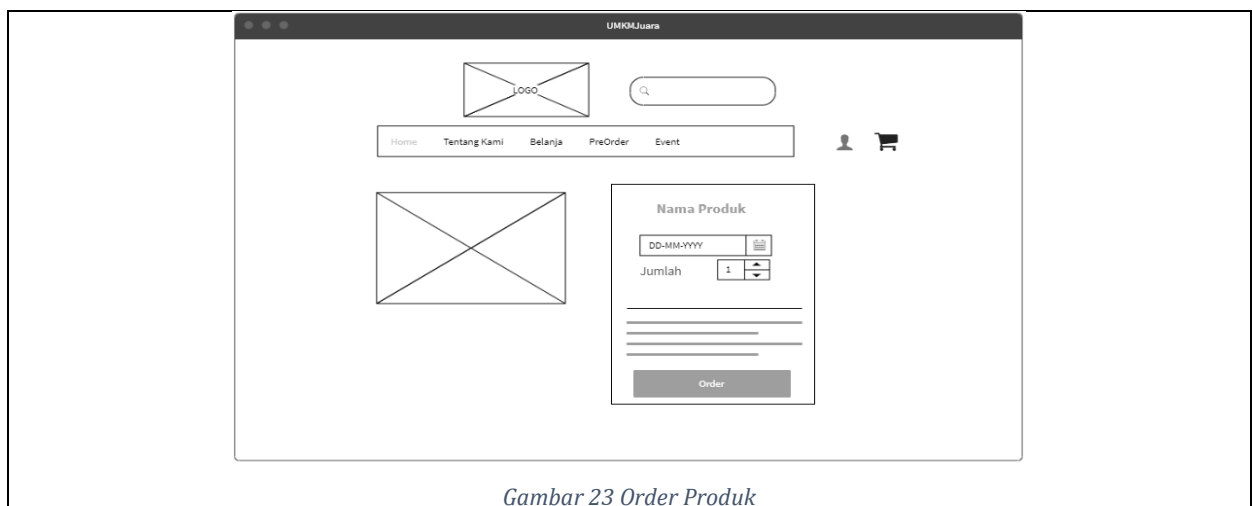 UMKMJuara
LOGO
Home Tentang Kami Belanja PreOrder Event
Nama Produk
DD-MM-YYYY
Jumlah 1
Order
Gambar 23 Order Produk